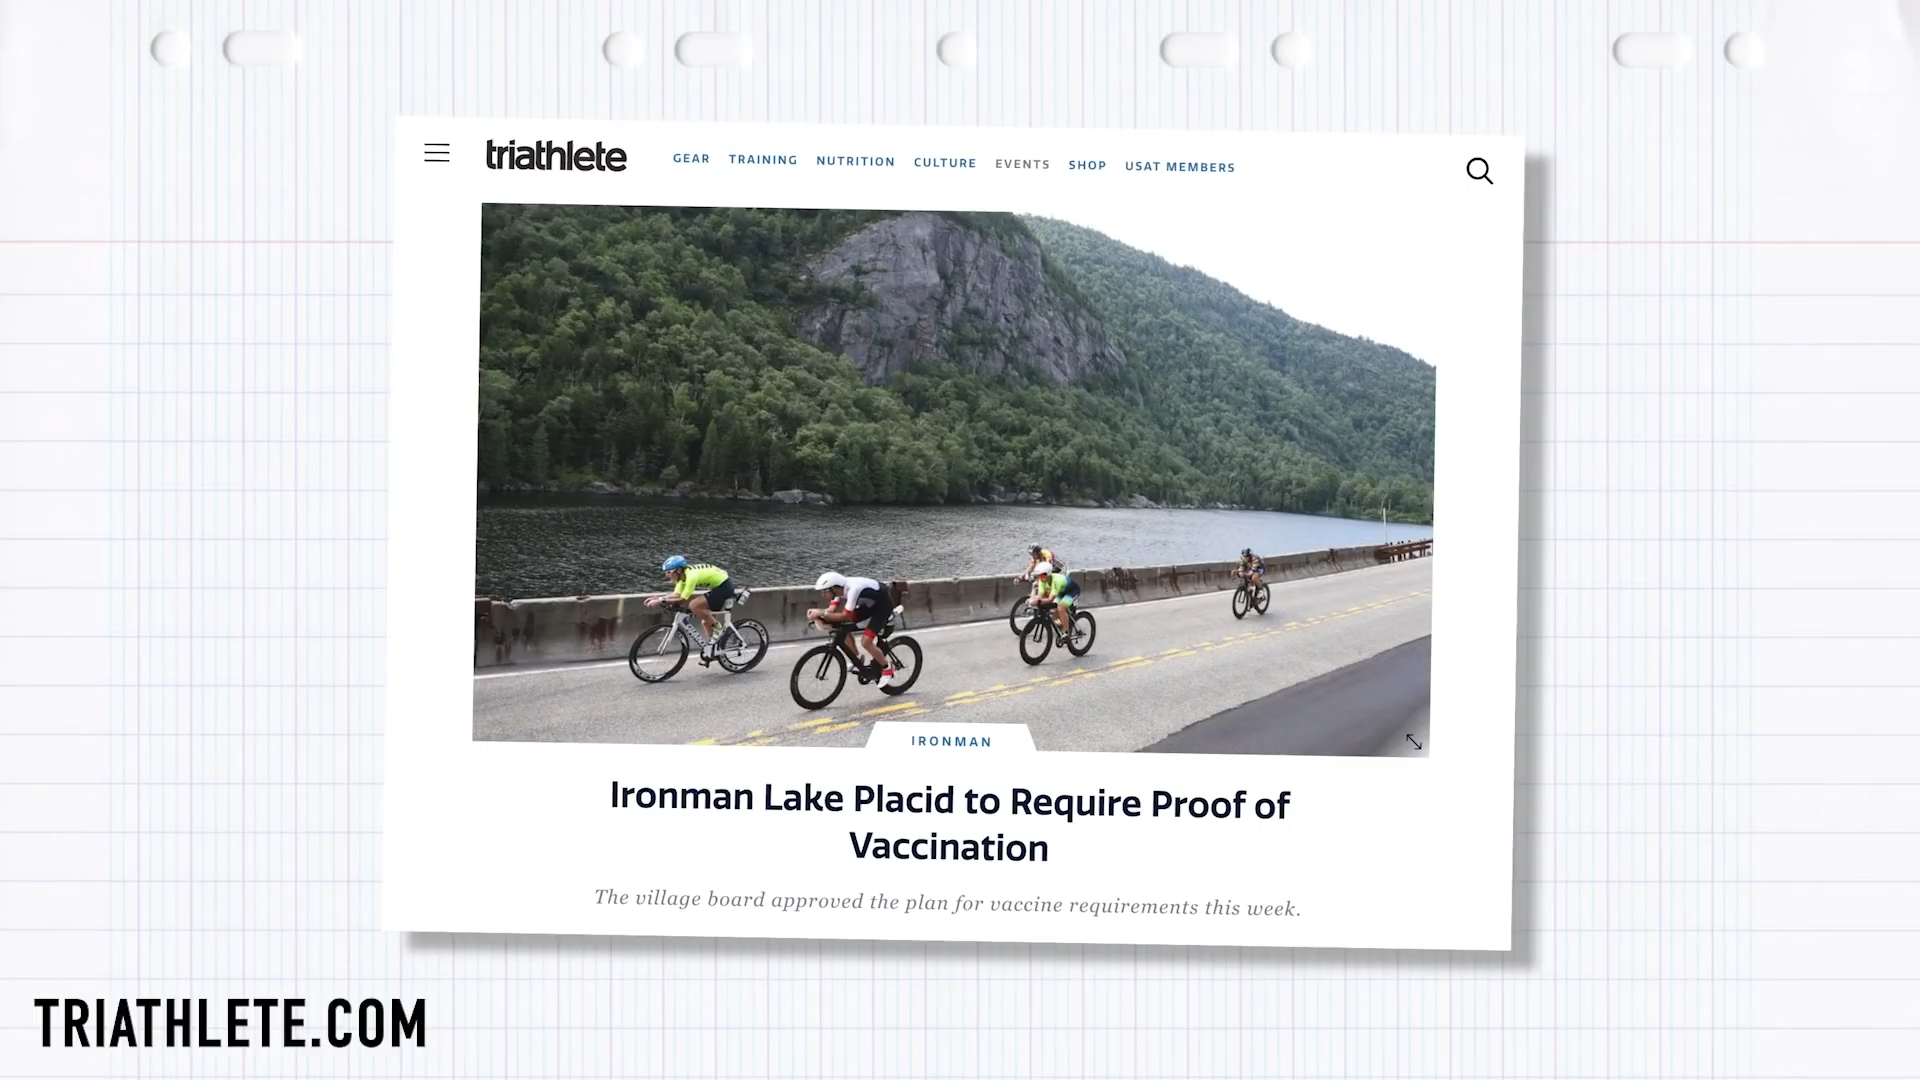 triathlete
GEAR TRAINING NUTRITION CULTURE EVENTS SHOP USAT MEMBERS
IRONMAN
Ironman Lake Placid to Require Proof of
Vaccination
The village board approved the plan for vaccine requirements this week.
TRIATHLETE.COM